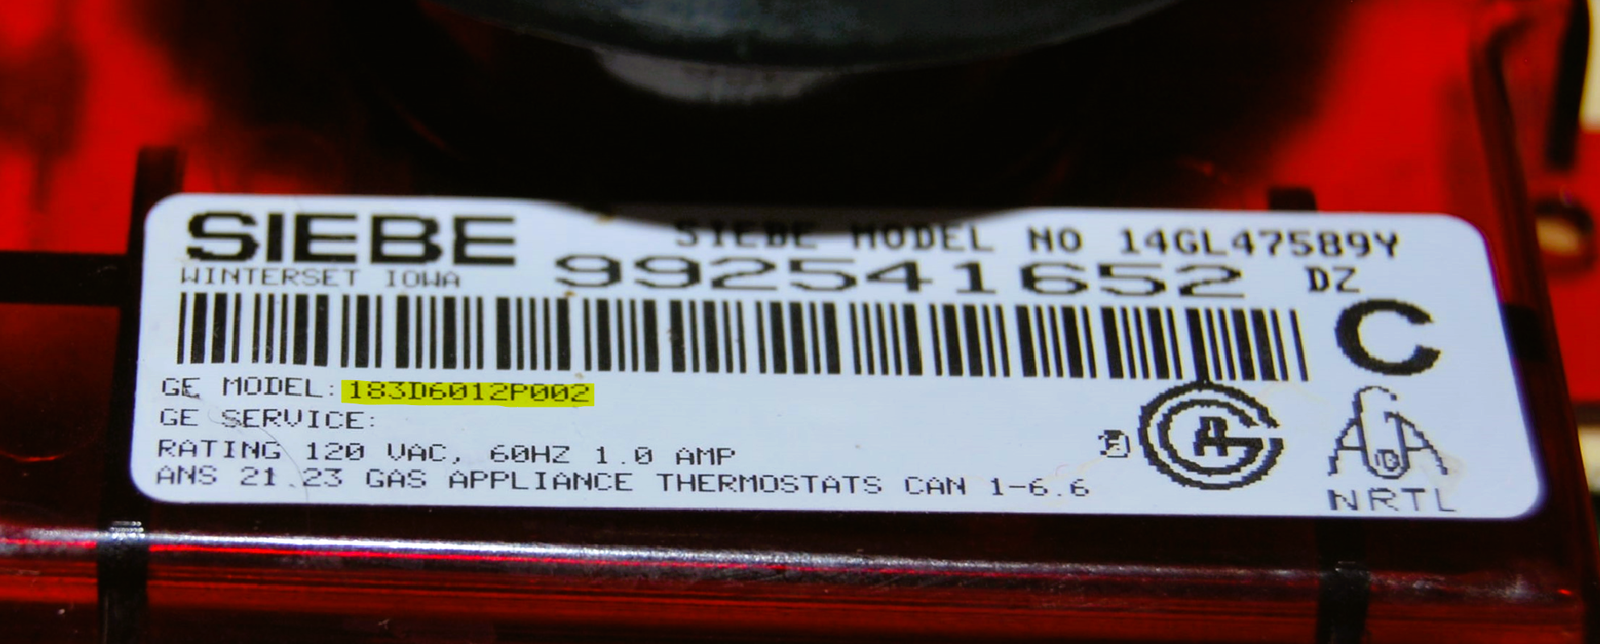 SIEBE
SIEBE MODEL NO 14GL47589Y
WINTERSET IOWA
992541652 DZ
C
GE MODEL: 183D6012P002
GE SERVICE:
RATING 120 VAC, 60HZ 1.0 AMP
ANS 21.23 GAS APPLIANCE THERMOSTATS CAN 1-6.6
NRTL